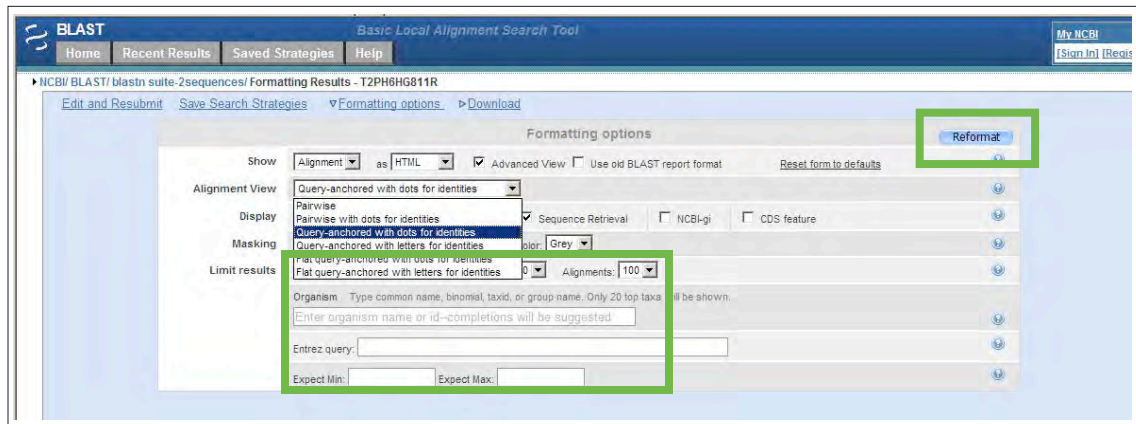 BLAST Basic Local Alignment Search Tool My NCBI
Home Recent Results Saved Strategies Help [Sign In]
NCBI/ BLAST/ blastn suite-2sequences/ Formatting Results - T2PH6HG811R
Edit and Resubmit Save Search Strategies Formatting options Download
Formatting options Reformat
Show Alignment as HTML Advanced View Use old BLAST report format Reset form to defaults
Alignment View Query-anchored with dots for identities
Pairwise
Display Pairwise with dots for identities Sequence Retrieval NCBI-gi CDS feature
Query-anchored with dots for identities
Masking Query-anchored with letters for identities Grey
Flat query-anchored with dots for identities
Limit results Flat query-anchored with letters for identities Alignments: 100
Organism Type common name, binomial, taxid, or group name. Only 20 top taxa will be shown.
Enter organism name or id--completions will be suggested
Entrez query:
Expect Min: Expect Max: